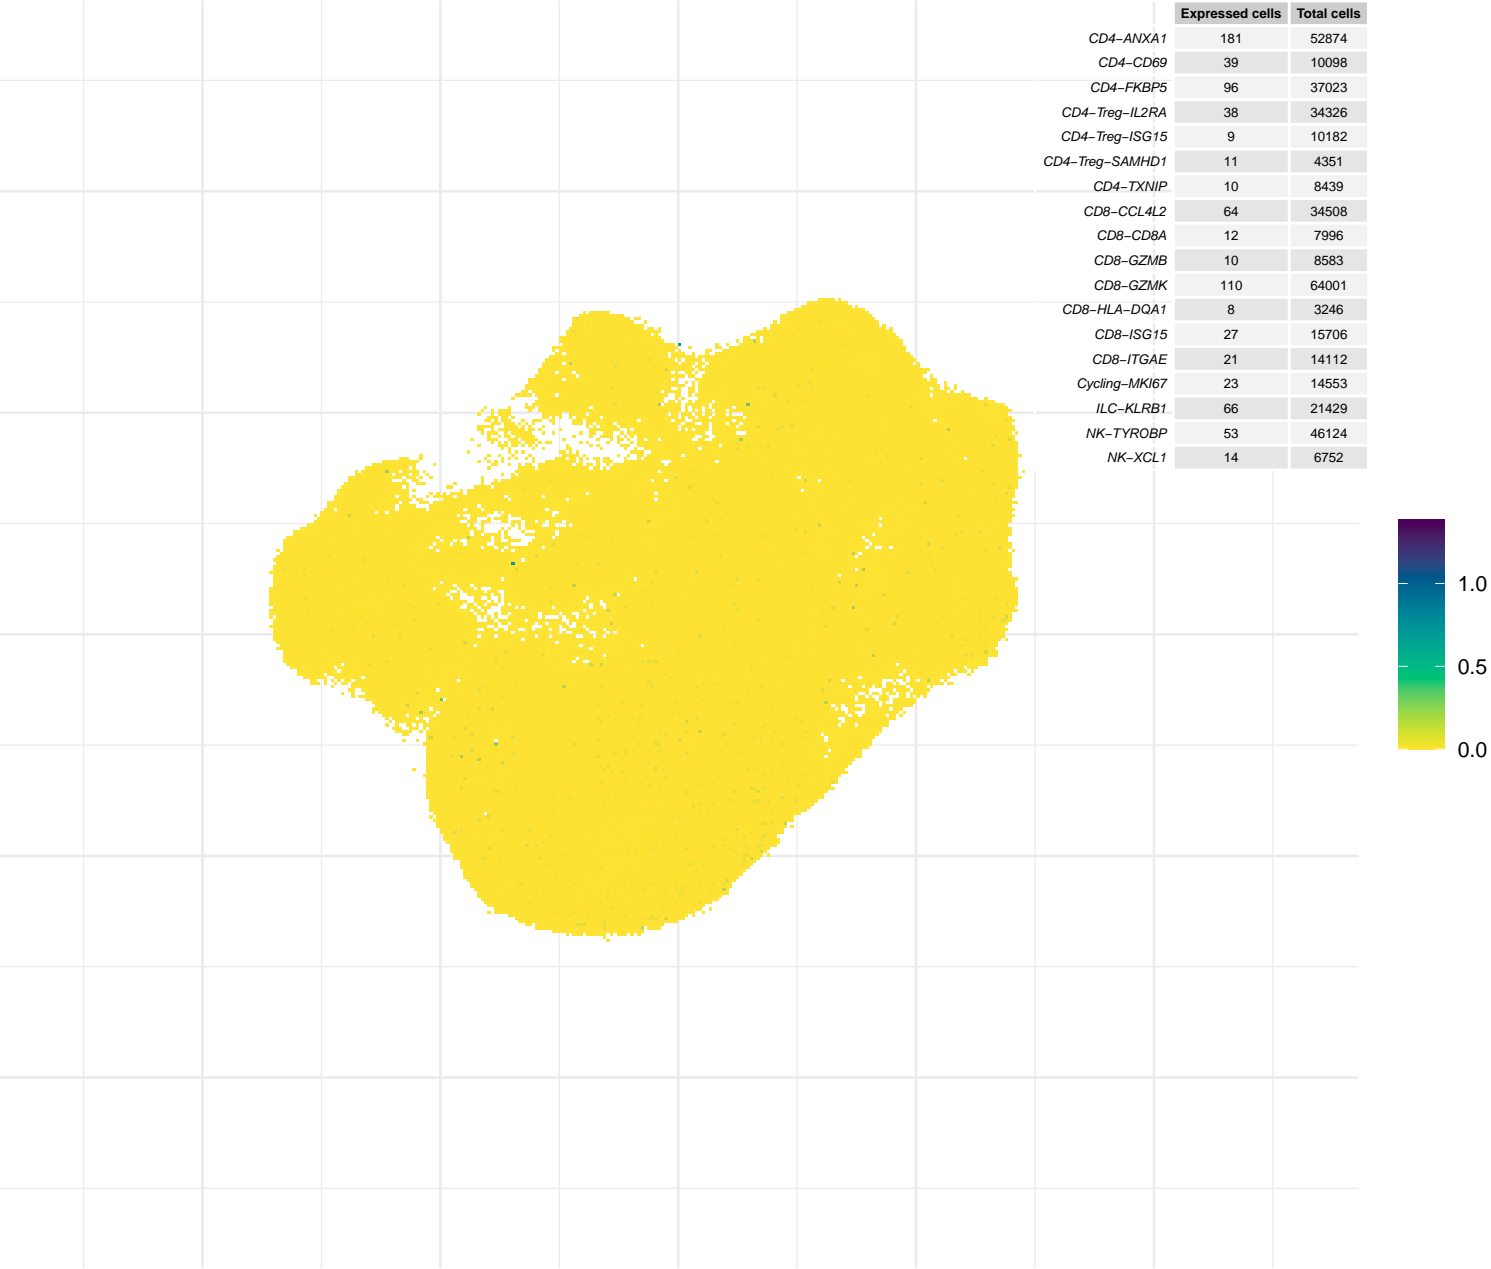 Expressed cells Total cells
CD4−ANXA1 181 52874
CD4−CD69 39 10098
CD4−FKBP5 96 37023
CD4−Treg−IL2RA 38 34326
CD4−Treg−ISG15 9 10182
CD4−Treg−SAMHD1 11 4351
CD4−TXNIP 10 8439
CD8−CCL4L2 64 34508
CD8−CD8A 12 7996
CD8−GZMB 10 8583
CD8−GZMK 110 64001
CD8−HLA−DQA1 8 3246
CD8−ISG15 27 15706
CD8−ITGAE 21 14112
Cycling−MKI67 23 14553
ILC−KLRB1 66 21429
NK−TYROBP 53 46124
NK−XCL1 14 6752
1.0
0.5
0.0